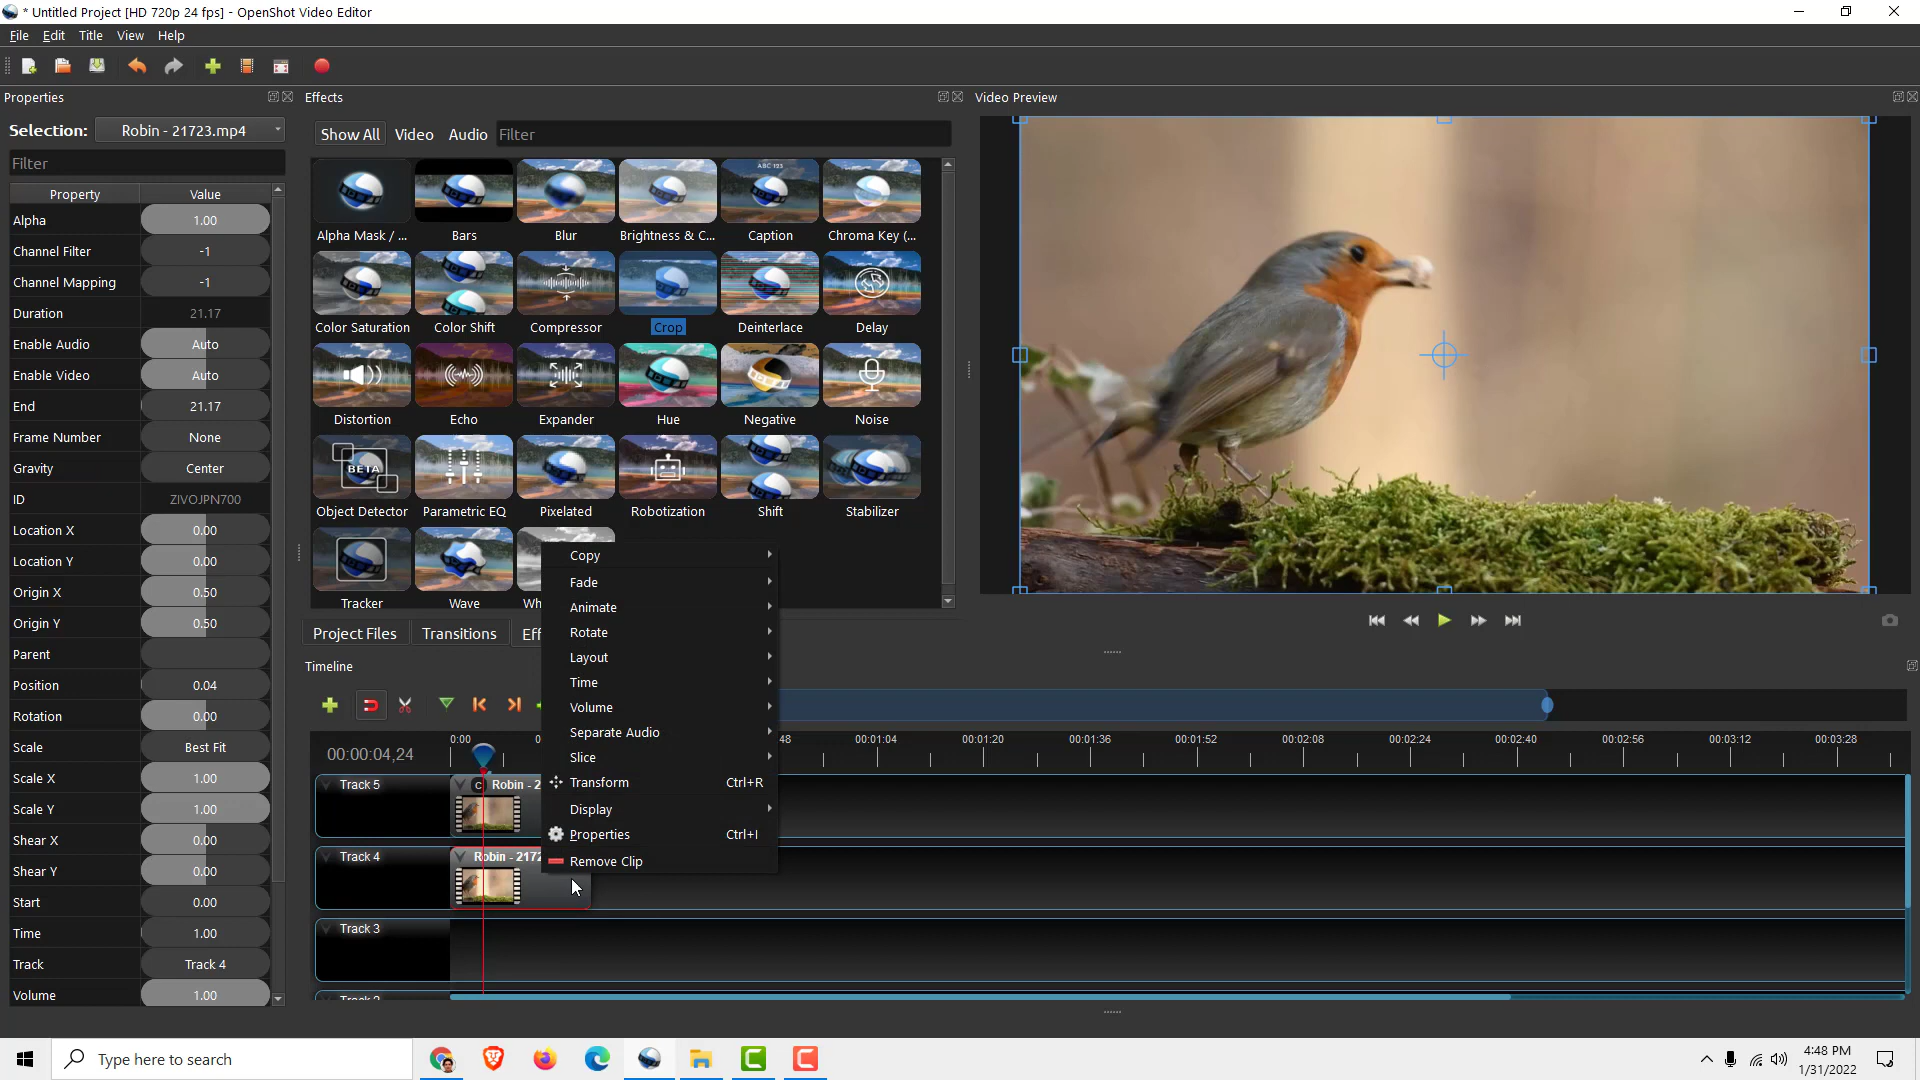 * Untitled Project [HD 720p 24 fps] - OpenShot Video Editor
File Edit Title View Help
Properties
Effects
Video Preview
Selection: Robin - 21723.mp4
Show All Video Audio Filter
Filter
Property Value
Alpha 1.00
Channel Filter -1
Channel Mapping -1
Duration 21.17
Enable Audio Auto
Enable Video Auto
End 21.17
Frame Number None
Gravity Center
ID ZIVOJPN700
Location X 0.00
Location Y 0.00
Origin X 0.50
Origin Y 0.50
Parent
Position 0.04
Rotation 0.00
Scale Best Fit
Scale X 1.00
Scale Y 1.00
Shear X 0.00
Shear Y 0.00
Start 0.00
Time 1.00
Track Track 4
Volume 1.00
ABC 123
Alpha Mask / ... Bars Blur Brightness & C... Caption Chroma Key (...
Color Saturation Color Shift Compressor Crop Deinterlace Delay
Distortion Echo Expander Hue Negative Noise
BETA
Object Detector Parametric EQ Pixelated Robotization Shift Stabilizer
Tracker Wave Wh
Project Files Transitions Eff
Copy
Fade
Animate
Rotate
Layout
Time
Volume
Separate Audio
Slice
Transform Ctrl+R
Display
Properties Ctrl+I
Remove Clip
Timeline
00:00:04,24
0:00 0 48 00:01:04 00:01:20 00:01:36 00:01:52 00:02:08 00:02:24 00:02:40 00:02:56 00:03:12 00:03:28
Track 5 C Robin - 2
Track 4 Robin - 2172
Track 3
Track 2
Type here to search
4:48 PM
1/31/2022